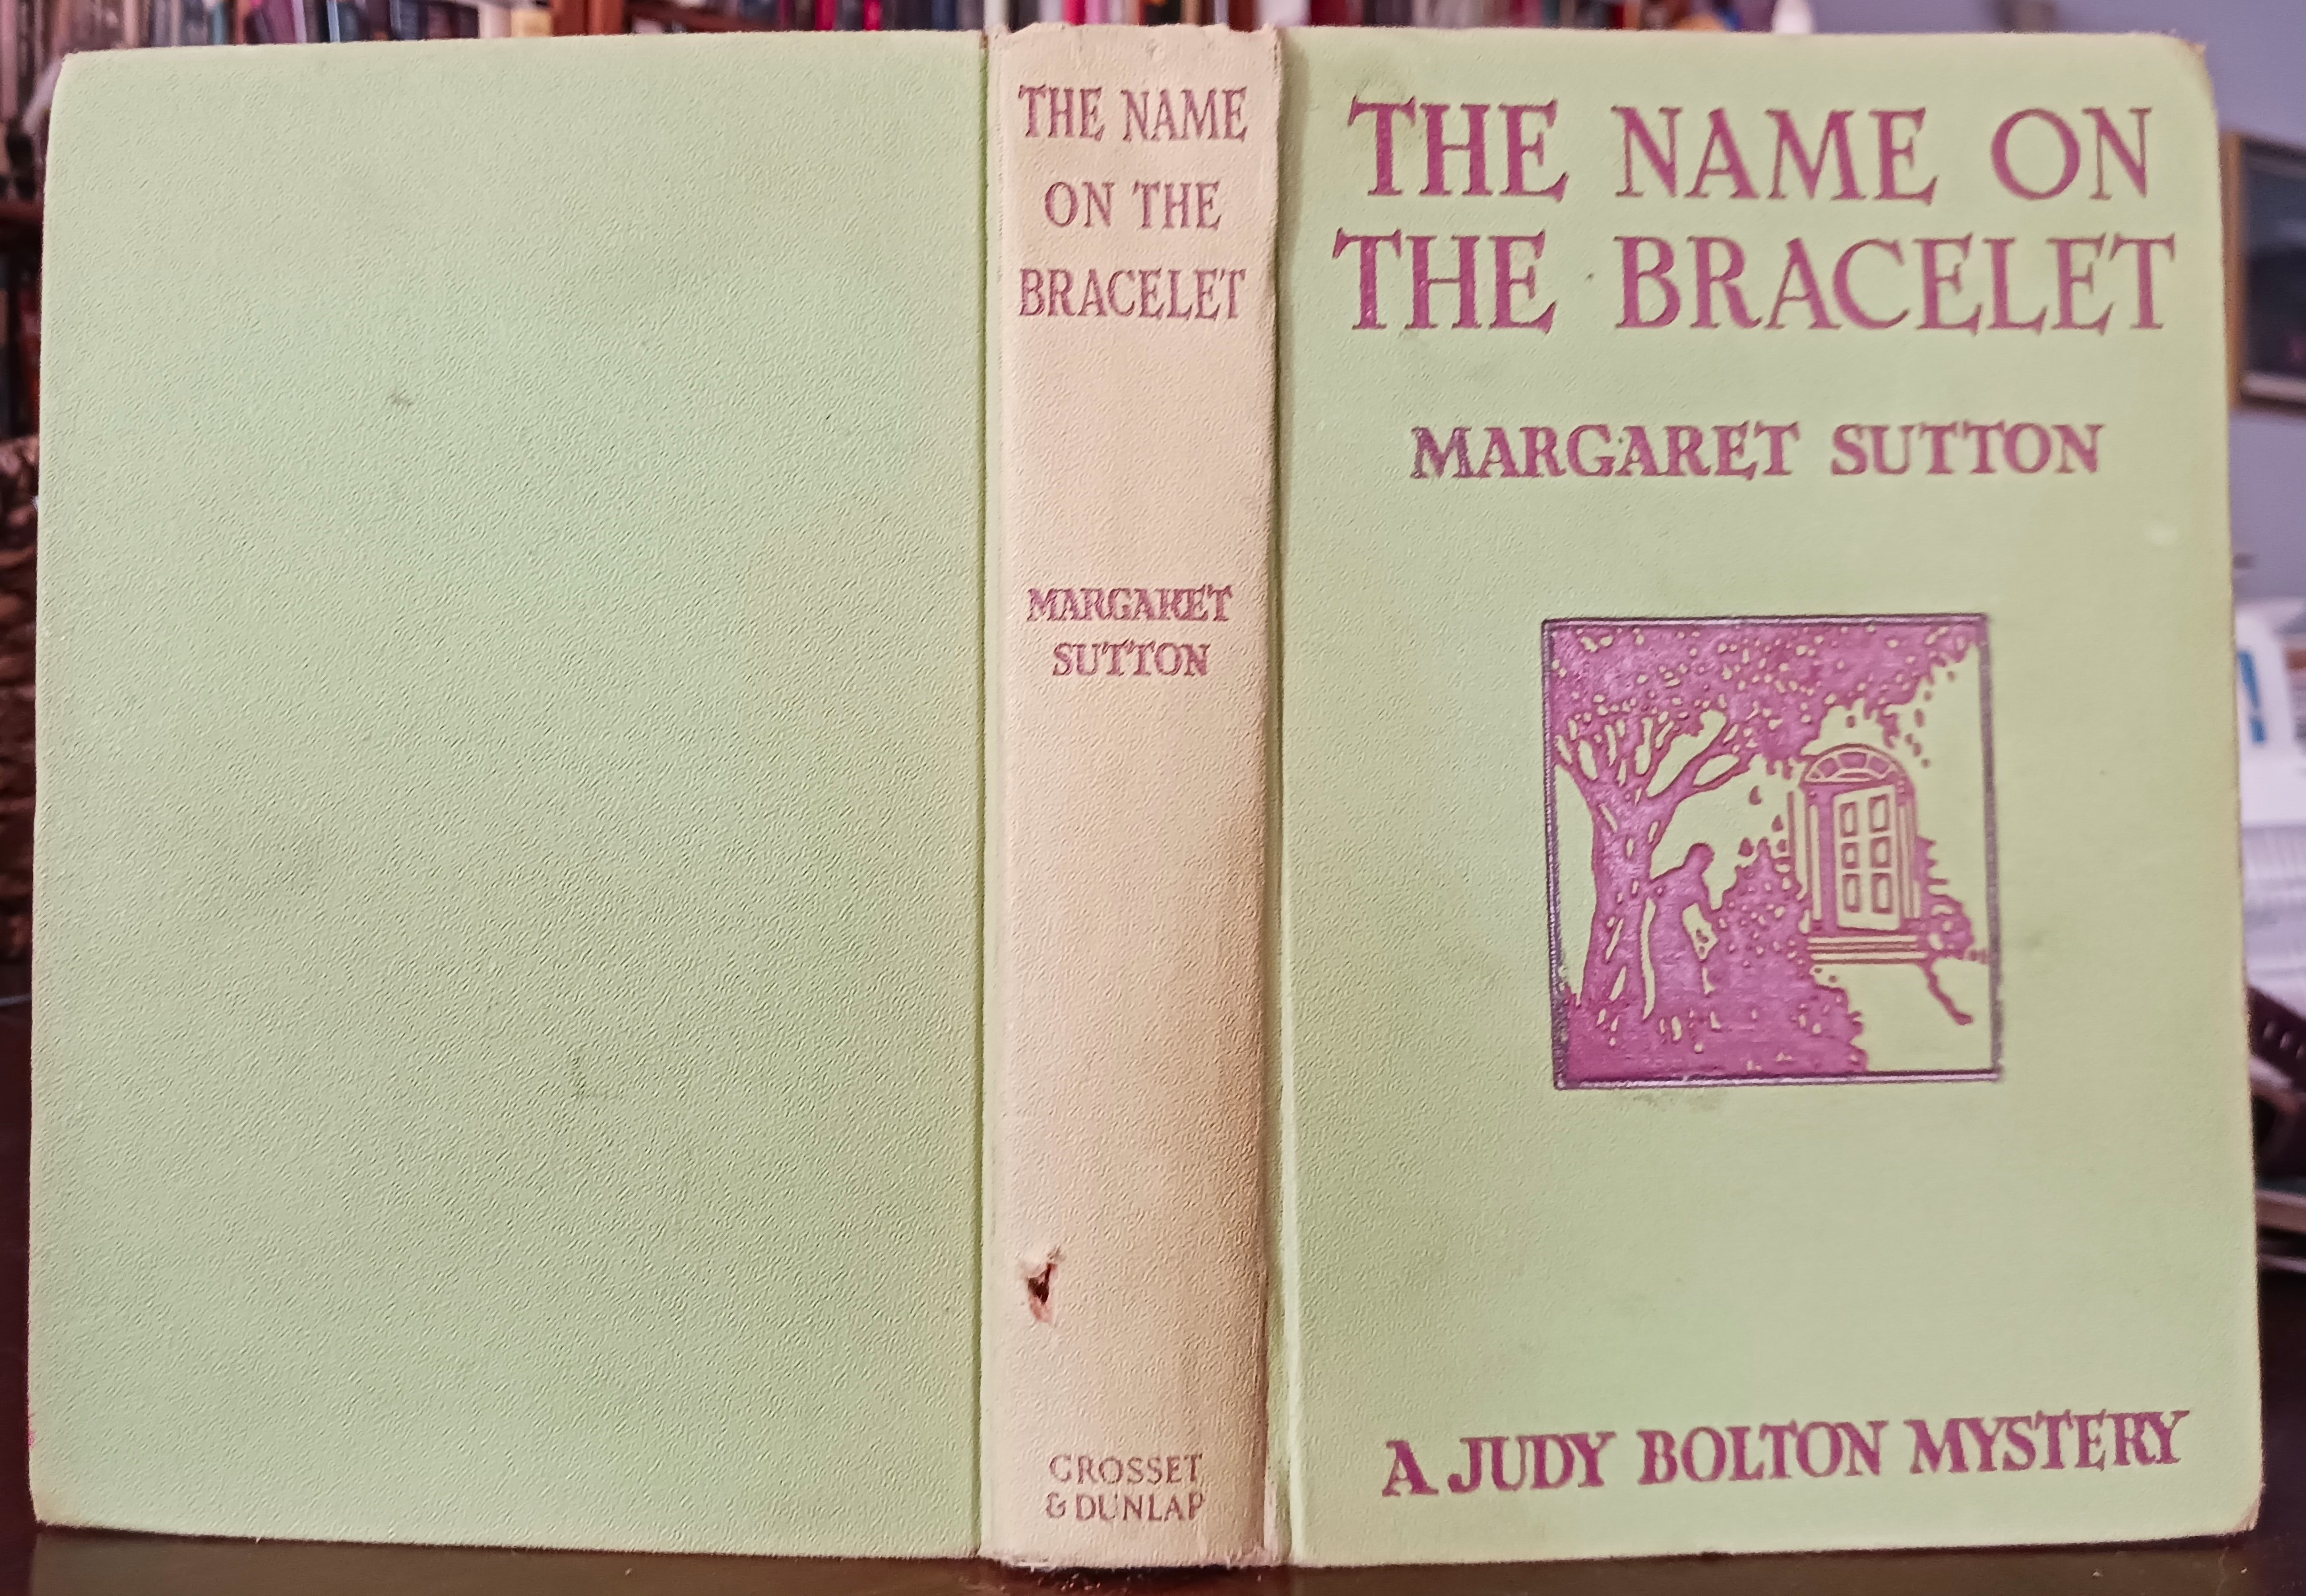 THE NAME
ON THE
BRACELET
MARGARET
SUTTON
GROSSET
& DUNLAP
THE NAME ON
THE BRACELET
MARGARET SUTTON
A JUDY BOLTON MYSTERY